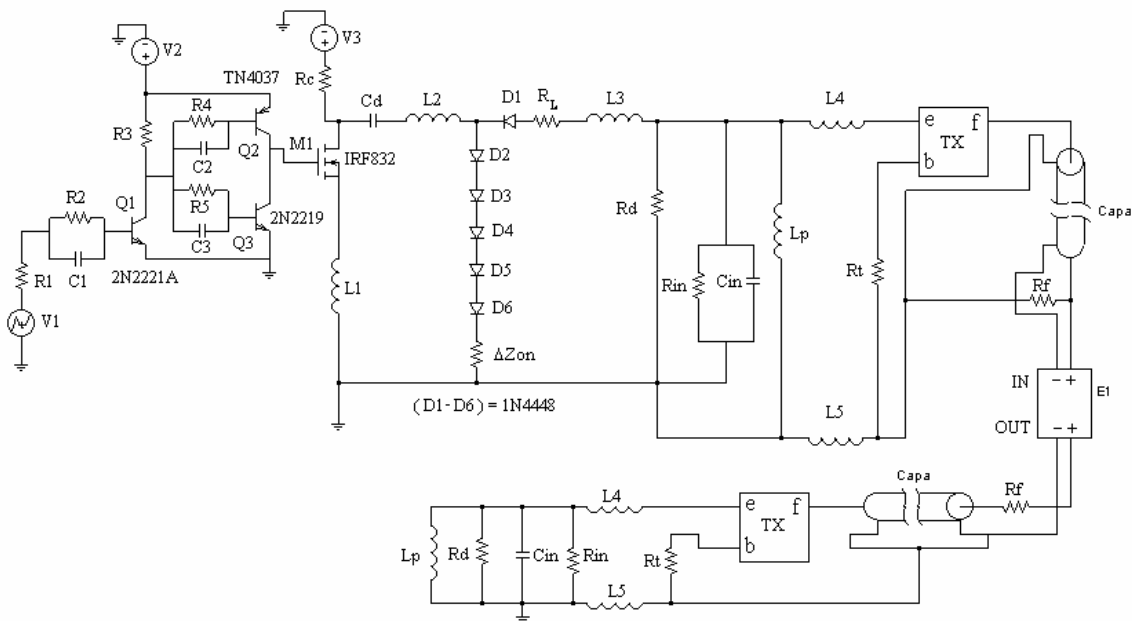 V2
V3
TN4037
Rc
R4
R3
C2
Q2
M1
IRF832
Cd
L2
D1
RL
L3
L4
e
f
TX
b
D2
D3
D4
D5
D6
R2
Q1
R5
2N2219
C3
Q3
C1
2N2221A
R1
V1
L1
Rd
Rin
Cin
Lp
Rt
Capa
Rf
ΔZon
(D1-D6) = 1N4448
L5
IN
- +
E1
OUT
- +
Capa
Rf
L4
e
f
TX
b
Lp
Rd
Cin
Rin
Rt
L5